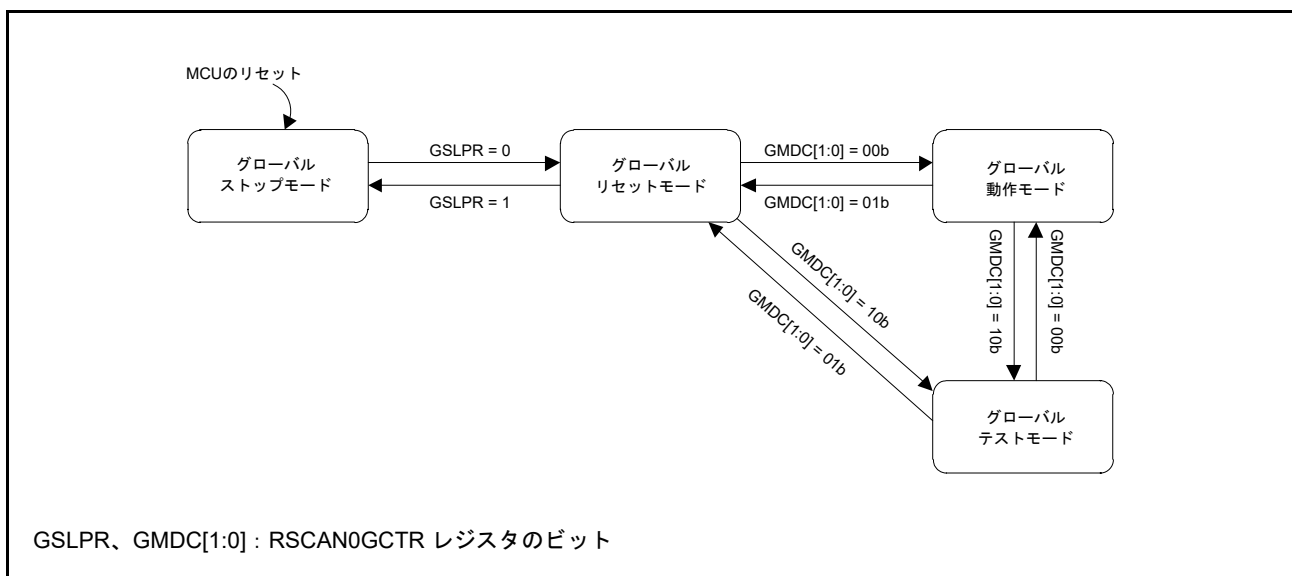 MCUのリセット
グローバル
ストップモード
GSLPR = 0
GSLPR = 1
グローバル
リセットモード
GMDC[1:0] = 00b
GMDC[1:0] = 01b
グローバル
動作モード
GMDC[1:0] = 10b
GMDC[1:0] = 01b
GMDC[1:0] = 10b
GMDC[1:0] = 00b
グローバル
テストモード
GSLPR、GMDC[1:0] : RSCAN0GCTR レジスタのビット